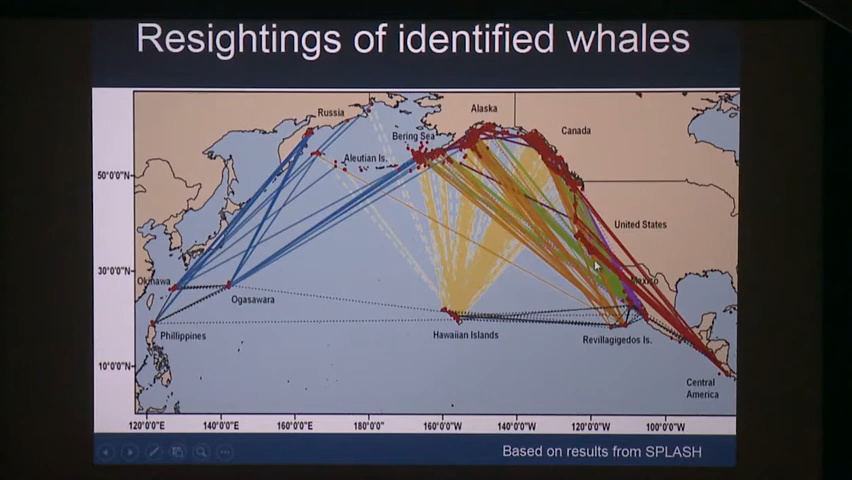 Resightings of identified whales
Russia
Alaska
Bering Sea
Canada
Aleutian Is.
50°0'0"N
United States
30°0'0"N
Okinawa
Mexico
Ogasawara
Phillippines
Hawaiian Islands
Revillagigedos Is.
10°0'0"N
Central
America
120°0'0"E
140°0'0"E
160°0'0"E
180°0'0"
160°0'0"W
140°0'0"W
120°0'0"W
100°0'0"W
Based on results from SPLASH